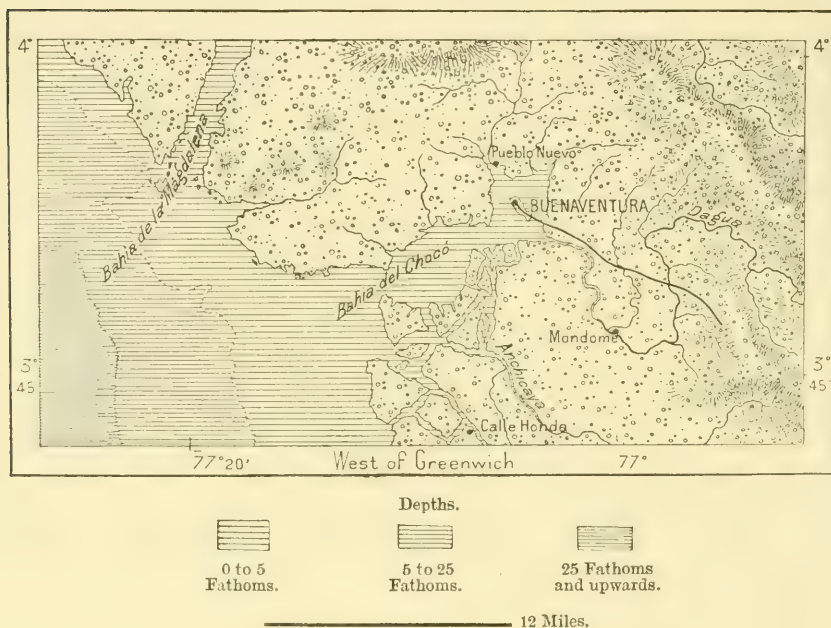 4°
4°
Bahia de la Magdalena
Pueblo Nuevo
BUENAVENTURA
Dagua
Bahia del Chocó
Mondomo
Anchicaya
3°
45
3°
45
Calle Honda
77°20′
West of Greenwich
77°
Depths.
0 to 5
Fathoms.
5 to 25
Fathoms.
25 Fathoms
and upwards.
12 Miles.